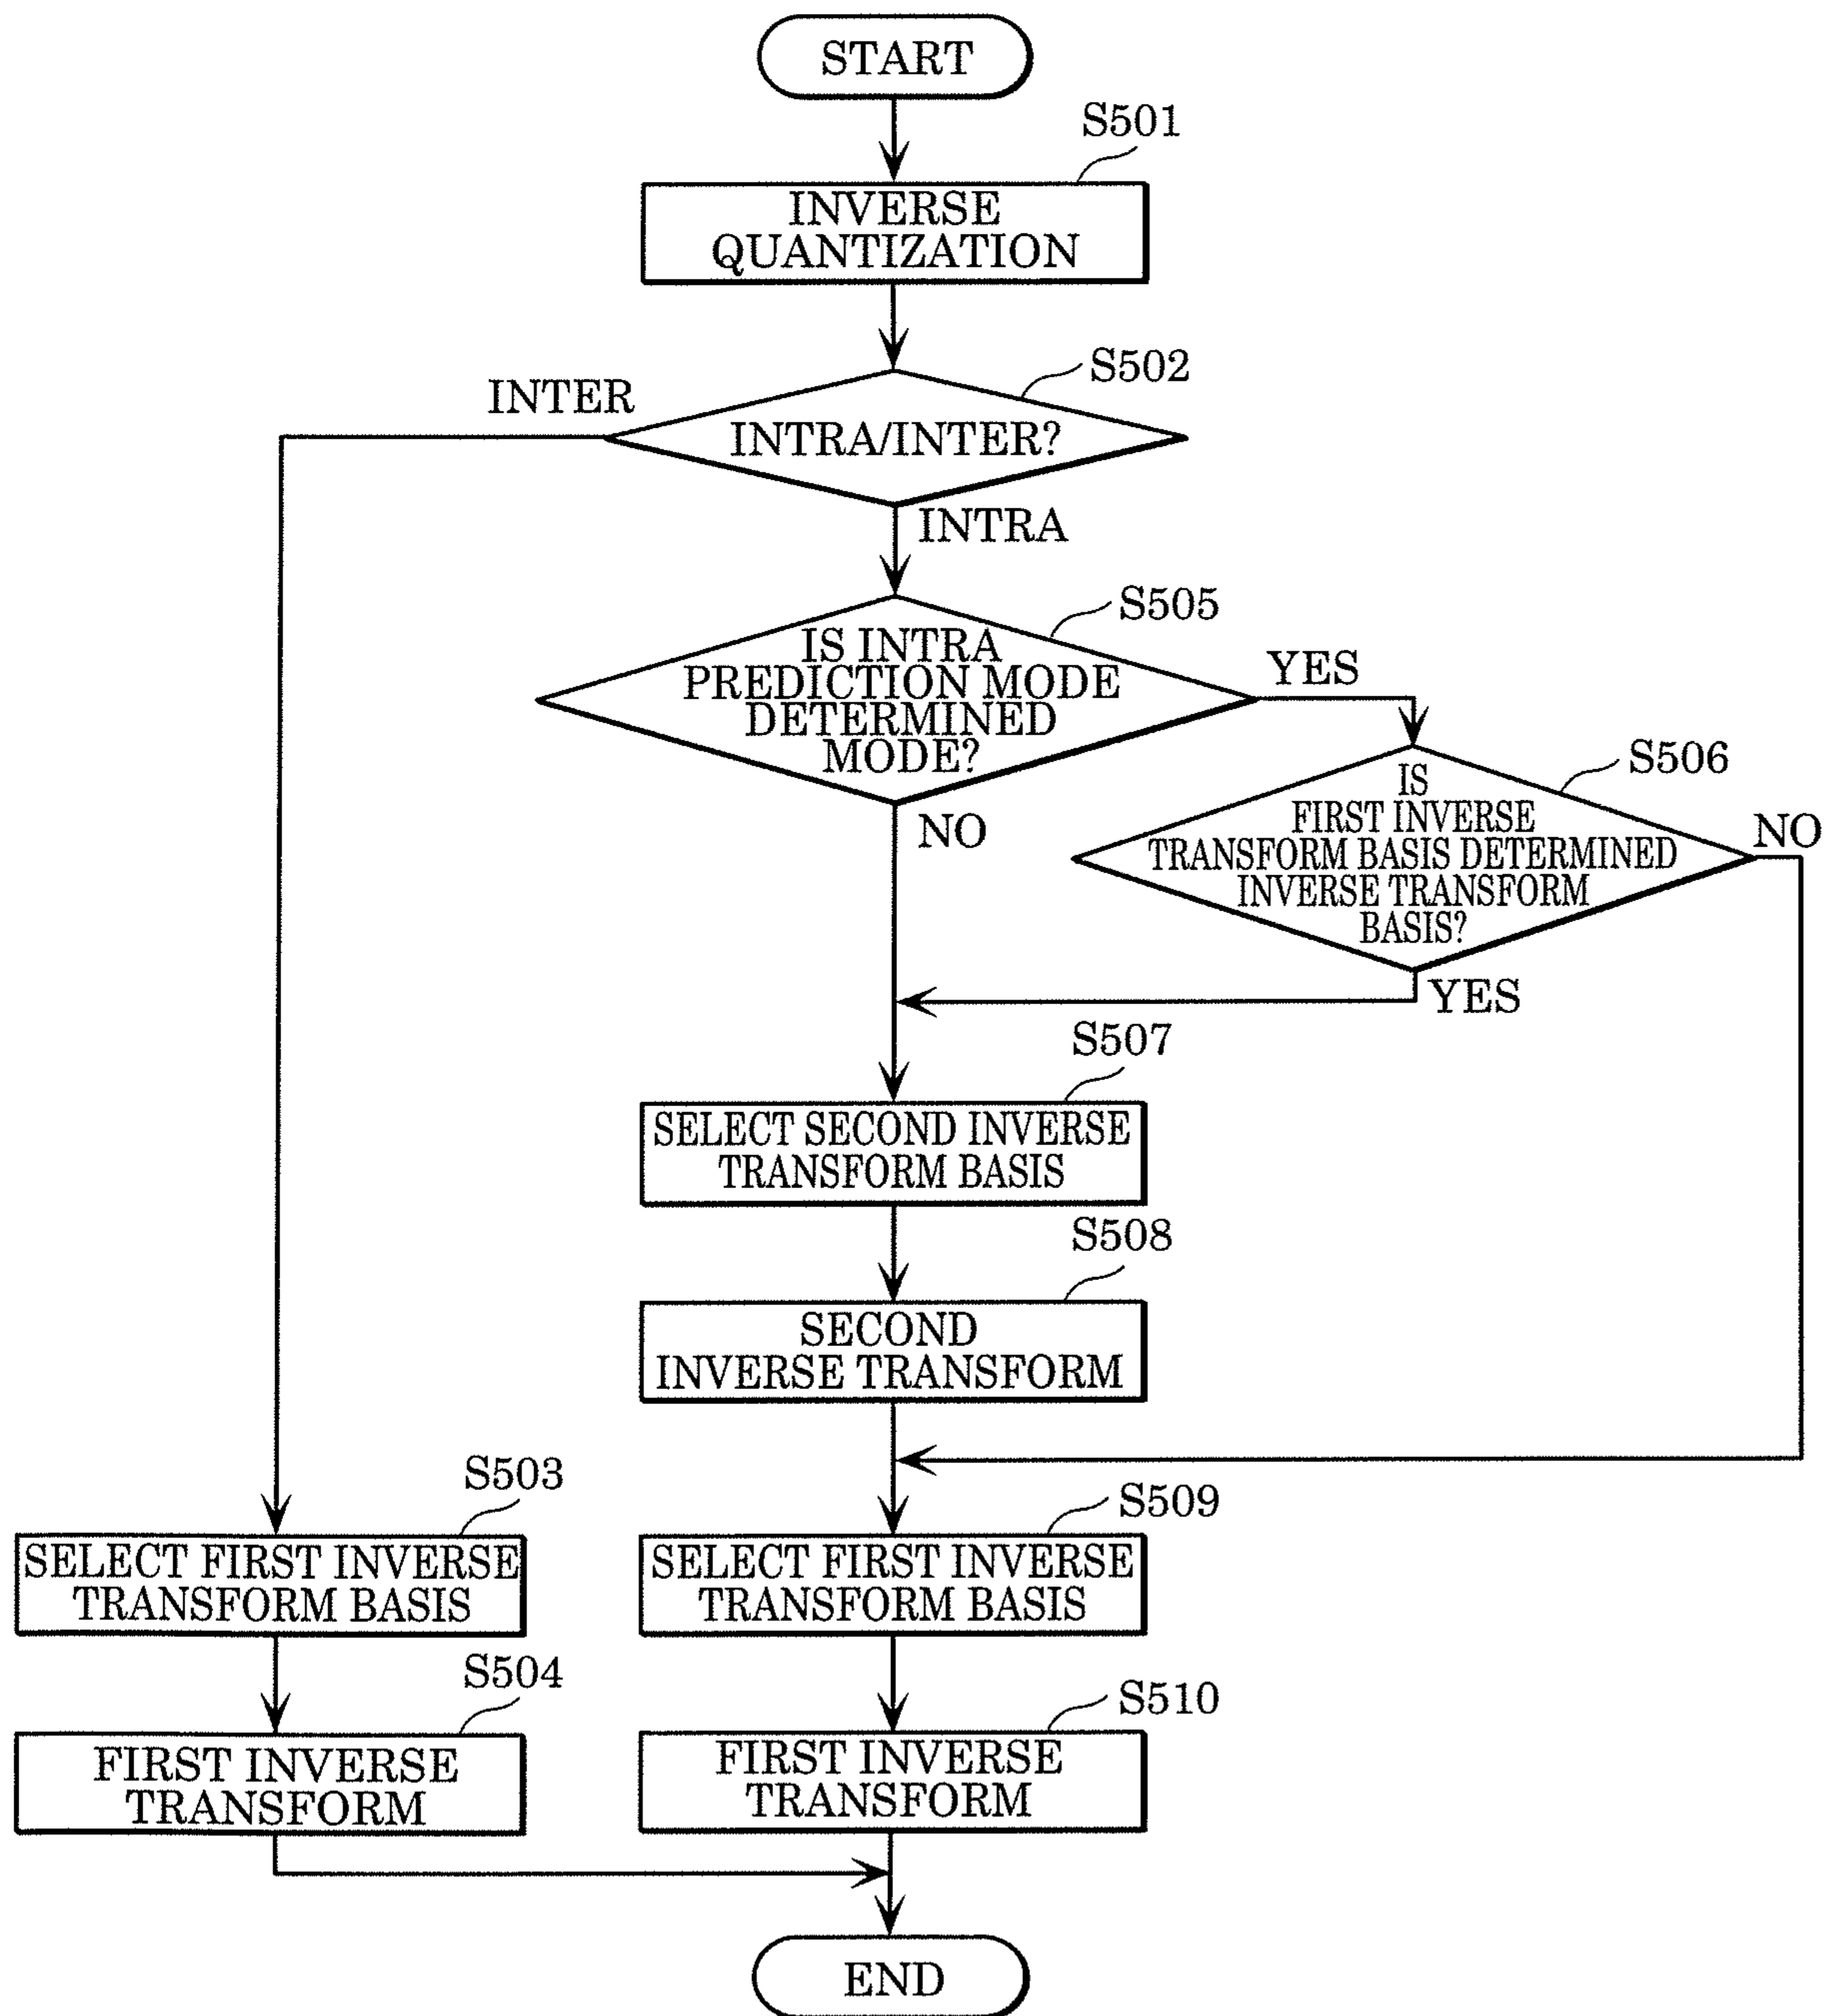 START
S501
INVERSE
QUANTIZATION
S502
INTER
INTRA/INTER?
INTRA
S505
IS INTRA
PREDICTION MODE
DETERMINED
MODE?
YES
NO
S506
IS
FIRST INVERSE
TRANSFORM BASIS DETERMINED
INVERSE TRANSFORM
BASIS?
NO
YES
S507
SELECT SECOND INVERSE
TRANSFORM BASIS
S508
SECOND
INVERSE TRANSFORM
S503
SELECT FIRST INVERSE
TRANSFORM BASIS
S509
SELECT FIRST INVERSE
TRANSFORM BASIS
S504
FIRST INVERSE
TRANSFORM
S510
FIRST INVERSE
TRANSFORM
END